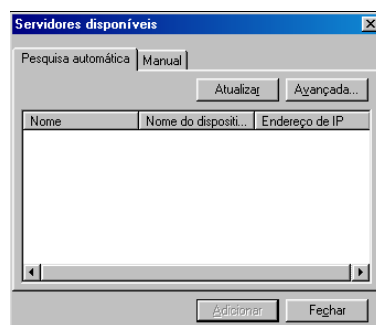 Servidores disponíveis
Pesquisa automática Manual
Atualizar Avançada...
Nome Nome do dispositi... Endereço de IP
Adicionar Fechar